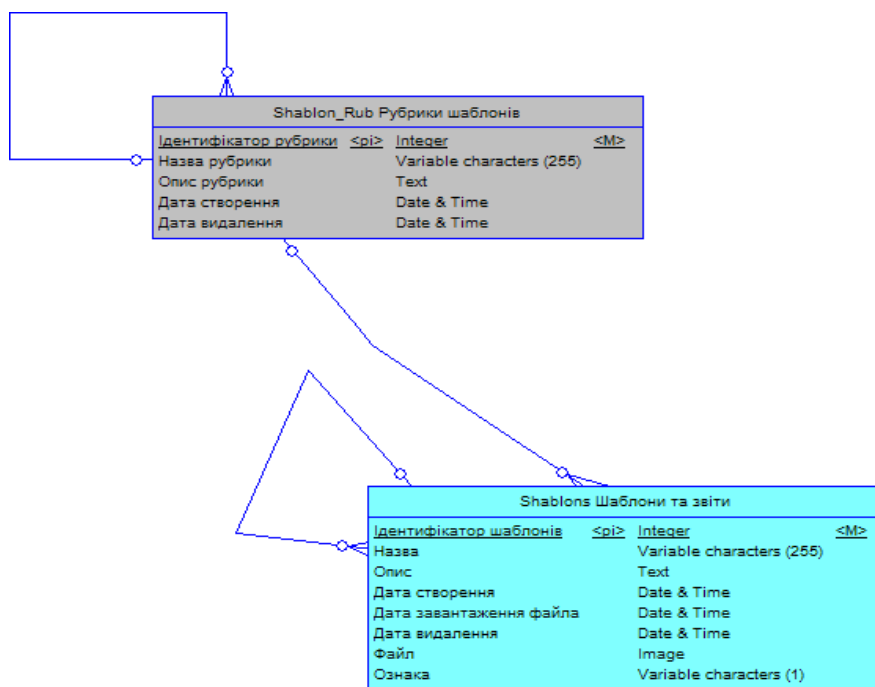 Shablon_Rub Рубрики шаблонів
Ідентифікатор рубрики <pi> Integer <M>
Назва рубрики Variable characters (255)
Опис рубрики Text
Дата створення Date & Time
Дата видалення Date & Time
Shablons Шаблони та звіти
Ідентифікатор шаблонів <pi> Integer <M>
Назва Variable characters (255)
Опис Text
Дата створення Date & Time
Дата завантаження файла Date & Time
Дата видалення Date & Time
Файл Image
Ознака Variable characters (1)